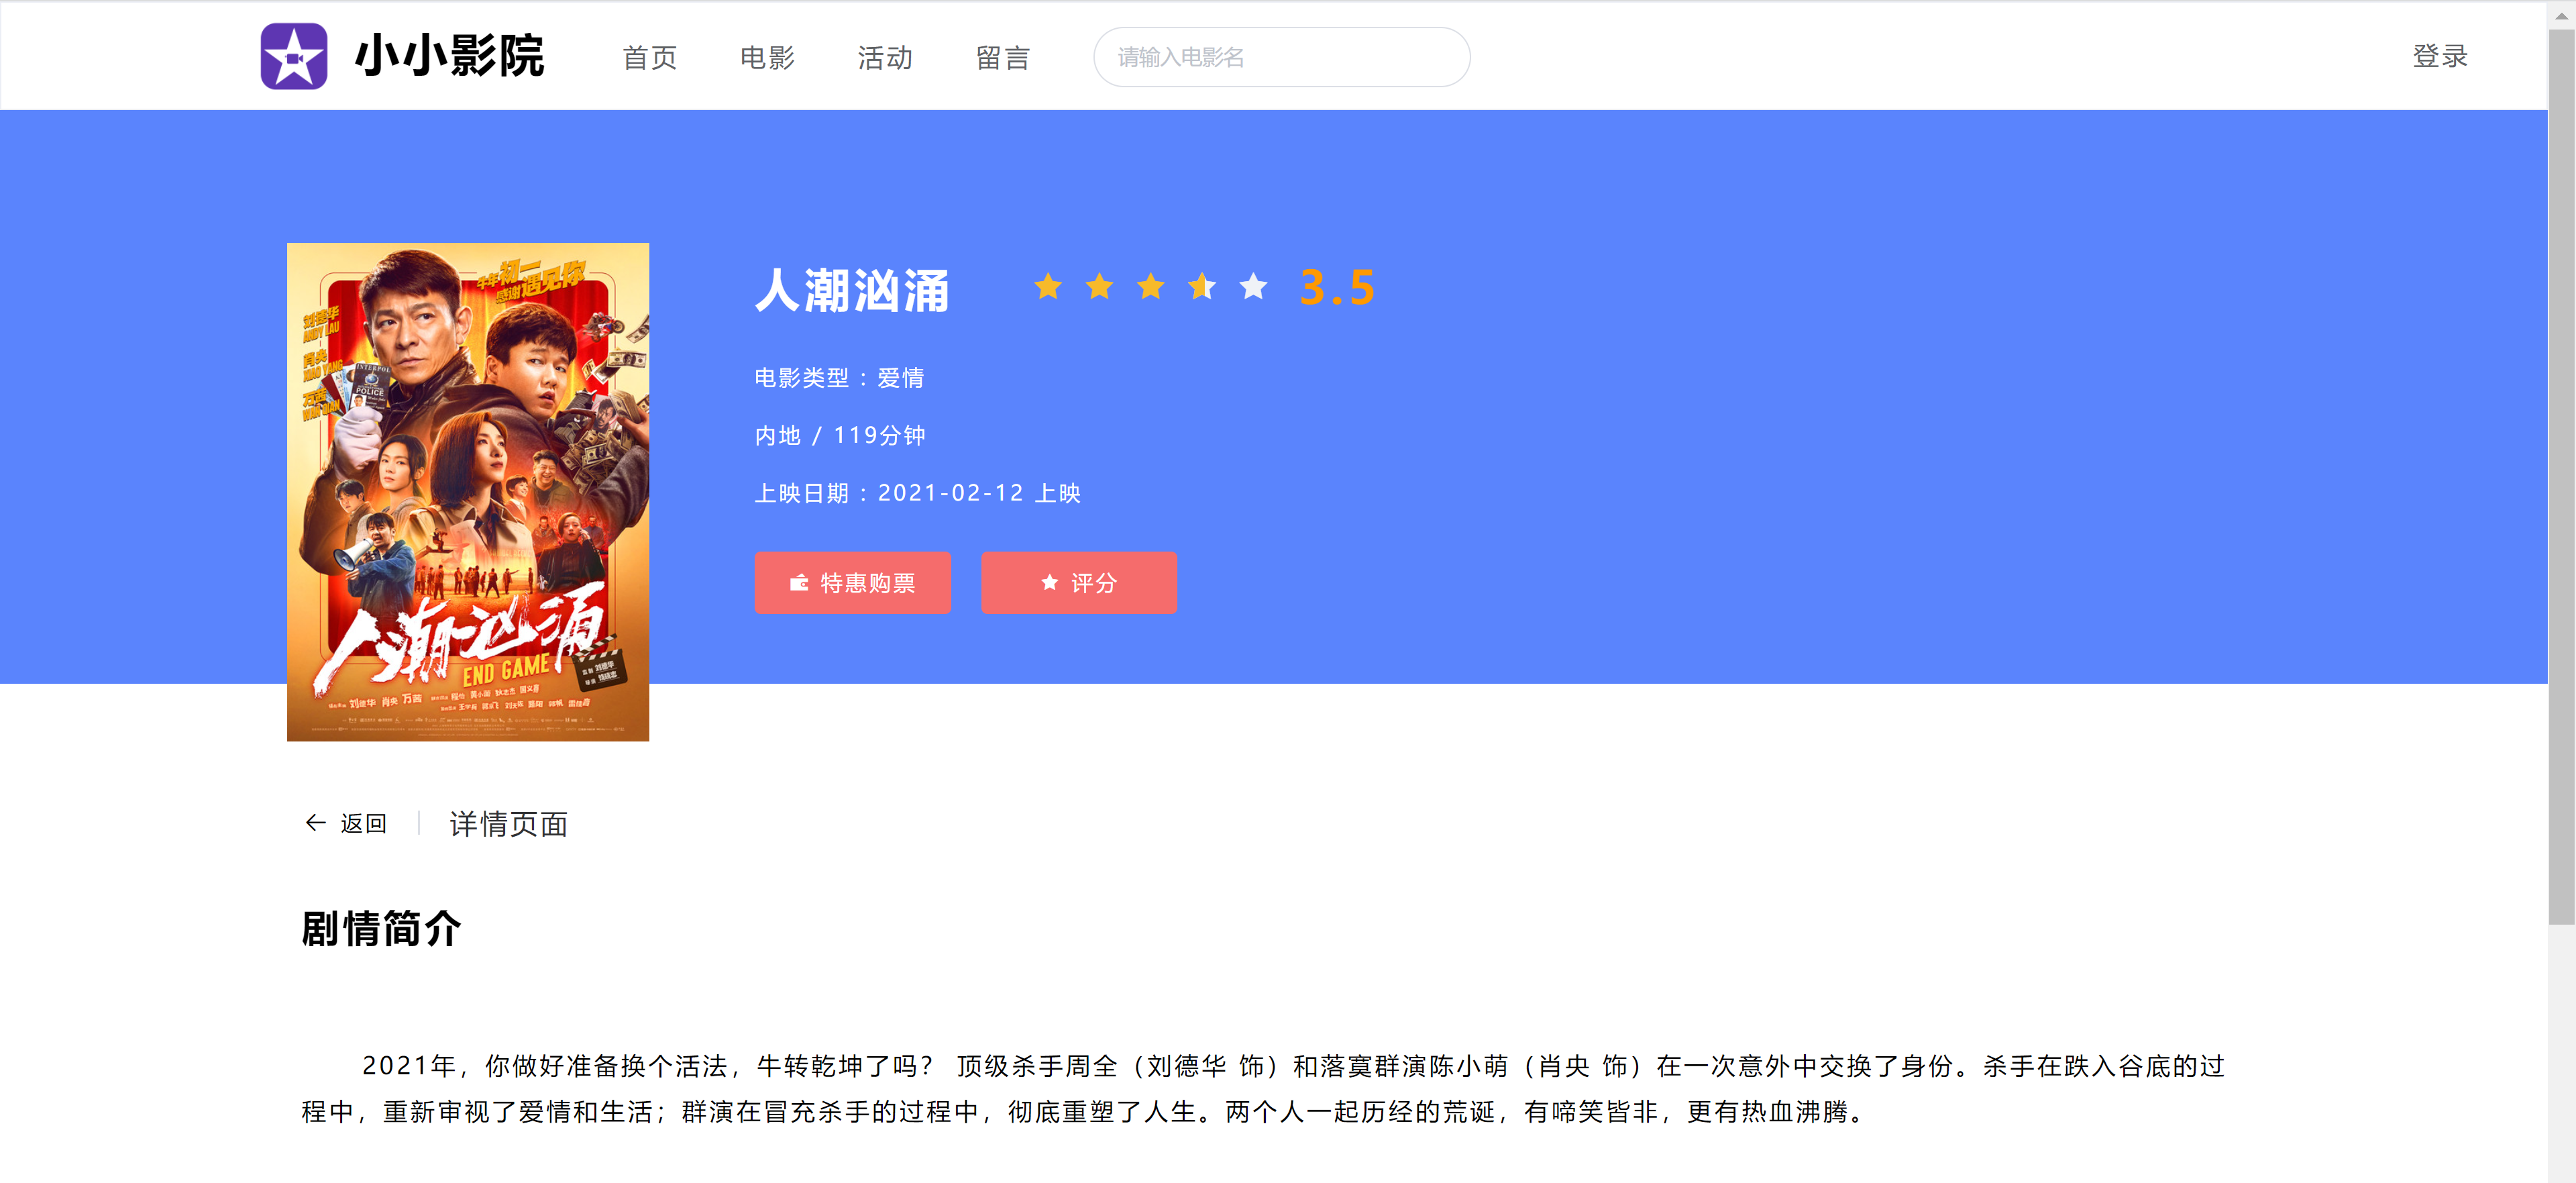 小小影院
首页
电影
活动
留言
请输入电影名
登录
牛年初一
感谢遇见你
刘德华
ANDY LAU
肖央
XIAO YANG
万茜
WAN QIAN
INTERPOL
POLICE
人潮汹涌
END GAME
刘德华 肖央 万茜
人潮汹涌
3.5
电影类型：爱情
内地 / 119分钟
上映日期：2021-02-12 上映
特惠购票
评分
返回
详情页面
剧情简介
2021年，你做好准备换个活法，牛转乾坤了吗？ 顶级杀手周全（刘德华 饰）和落寞群演陈小萌（肖央 饰）在一次意外中交换了身份。杀手在跌入谷底的过
程中，重新审视了爱情和生活；群演在冒充杀手的过程中，彻底重塑了人生。两个人一起历经的荒诞，有啼笑皆非，更有热血沸腾。